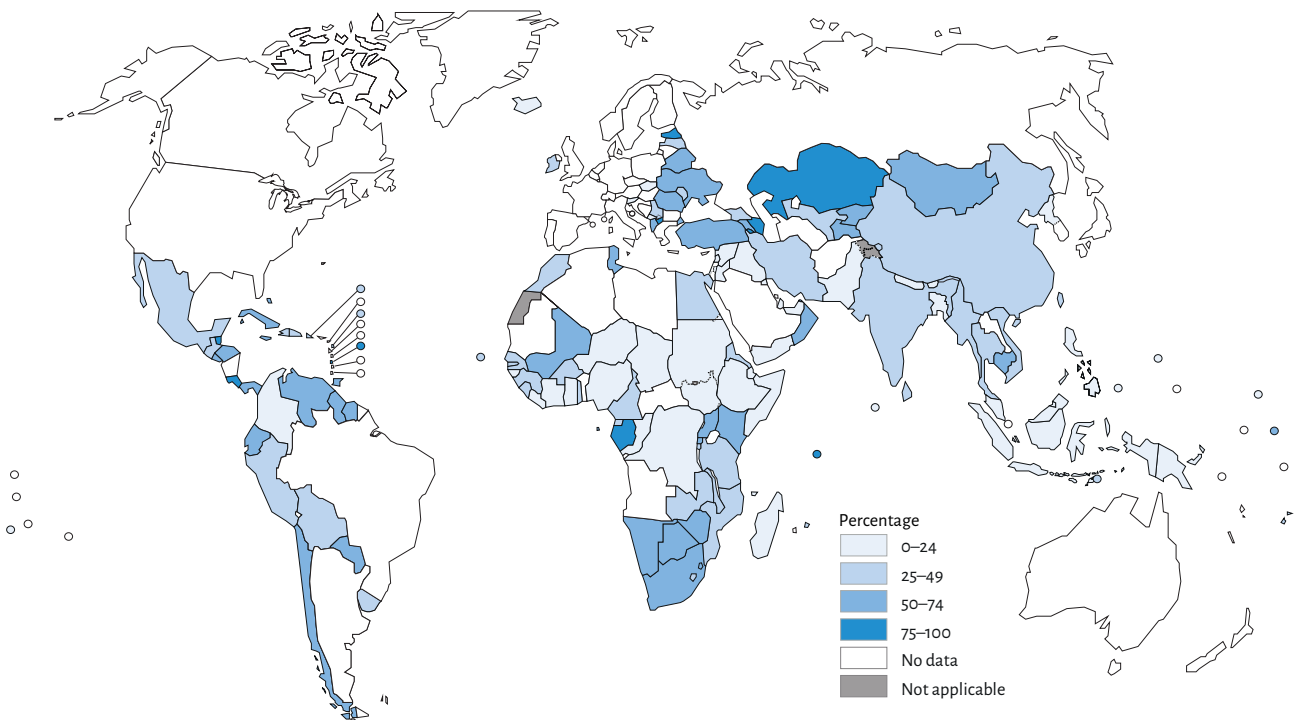 Percentage
0–24
25–49
50–74
75–100
No data
Not applicable